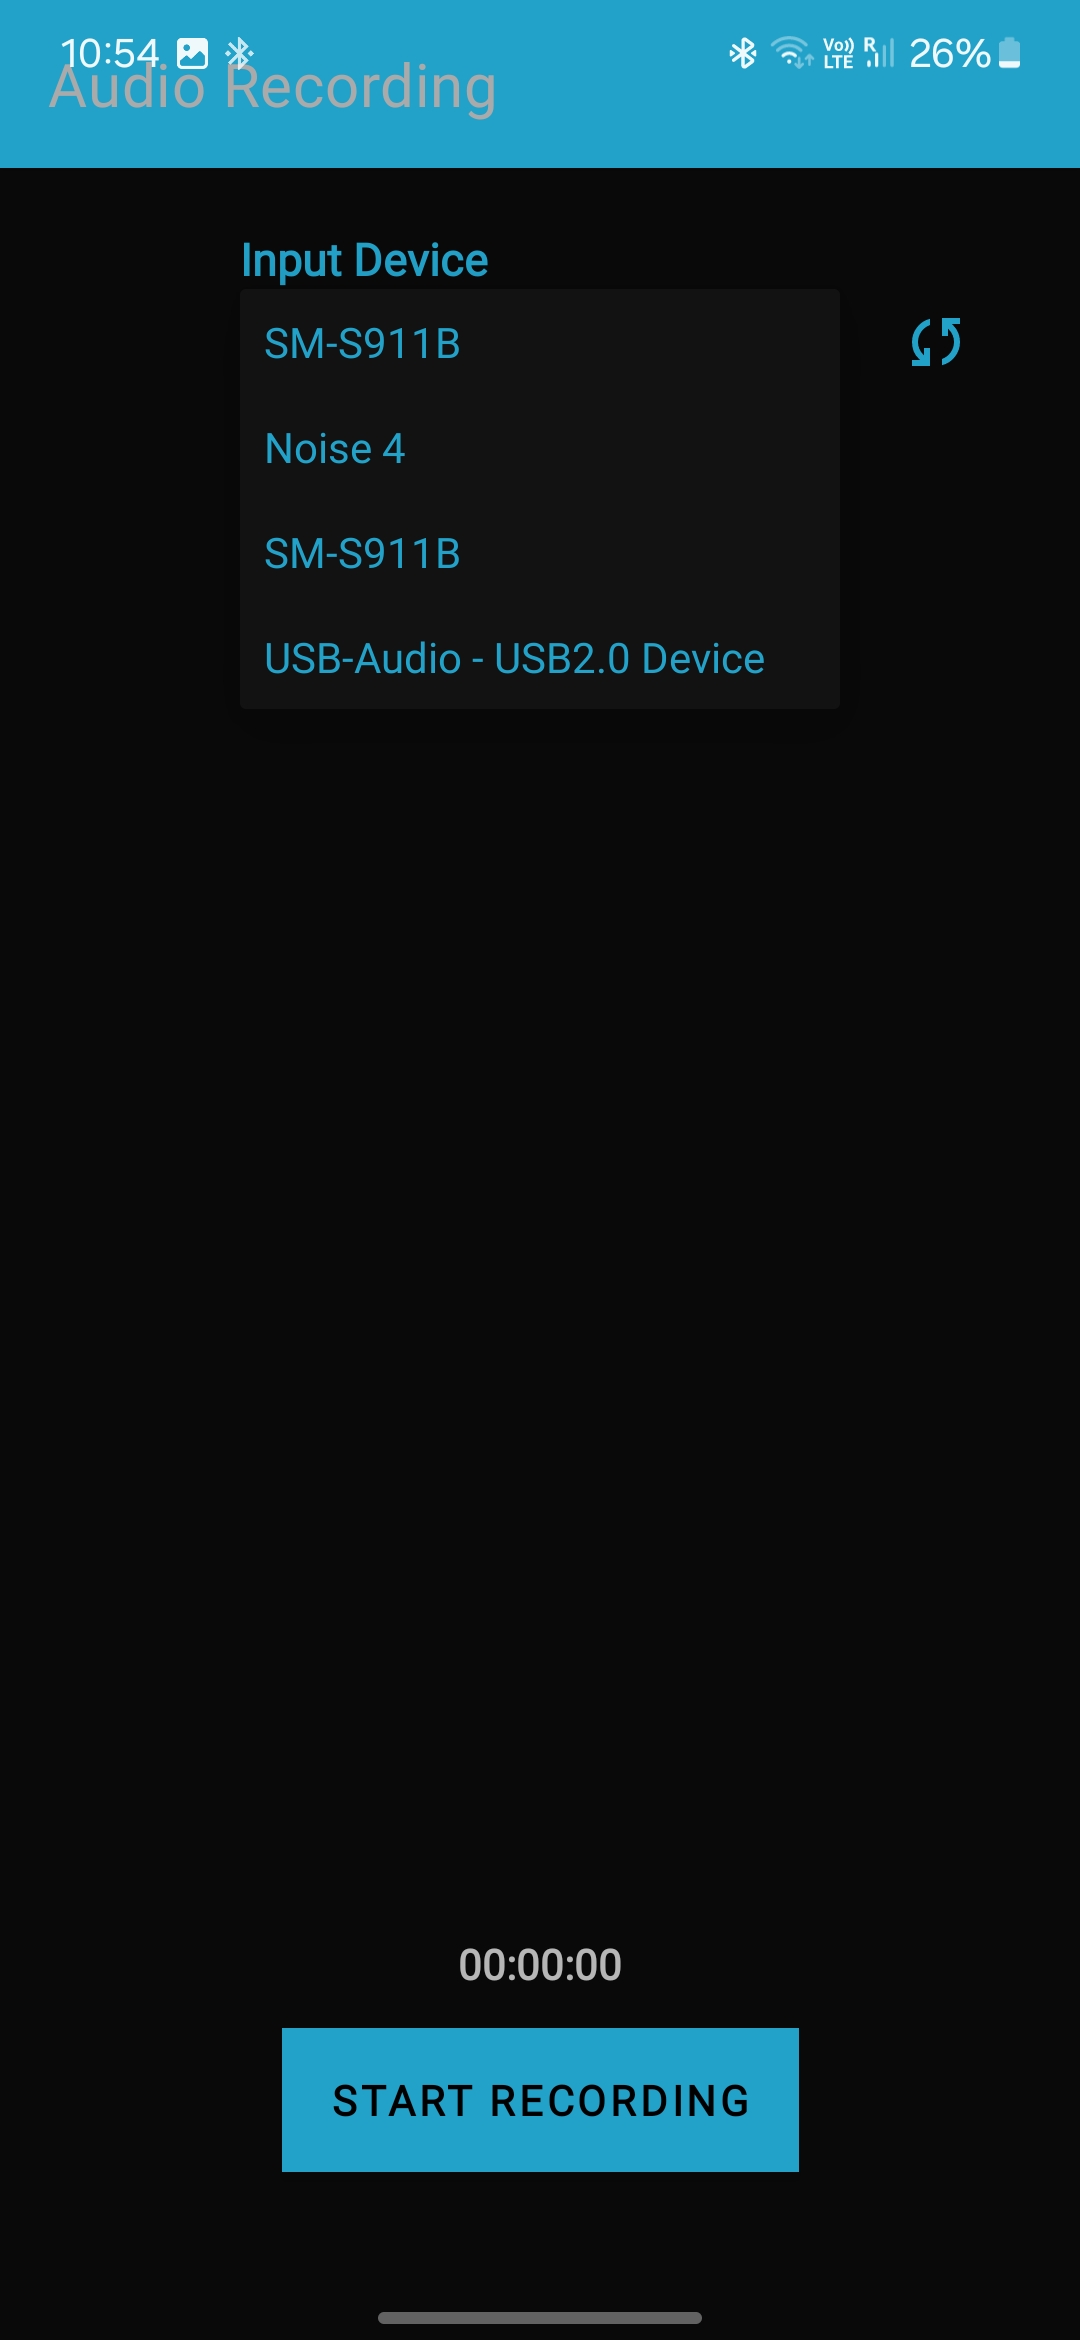 10:54 Vo)) LTE R 26%
Audio Recording
Input Device
SM-S911B
Noise 4
SM-S911B
USB-Audio - USB2.0 Device
00:00:00
START RECORDING